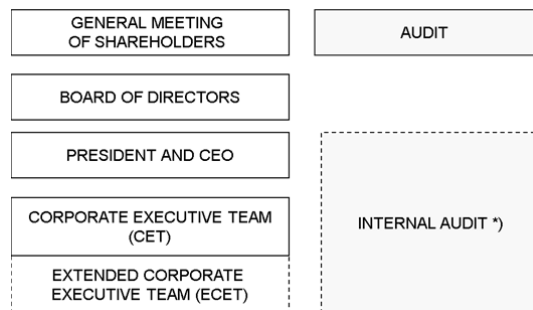 GENERAL MEETING
OF SHAREHOLDERS
AUDIT
BOARD OF DIRECTORS
PRESIDENT AND CEO
CORPORATE EXECUTIVE TEAM
(CET)
INTERNAL AUDIT *)
EXTENDED CORPORATE
EXECUTIVE TEAM (ECET)